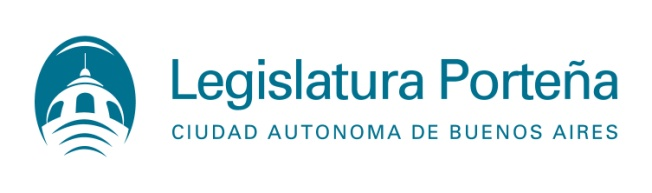 Legislatura Porteña
CIUDAD AUTONOMA DE BUENOS AIRES